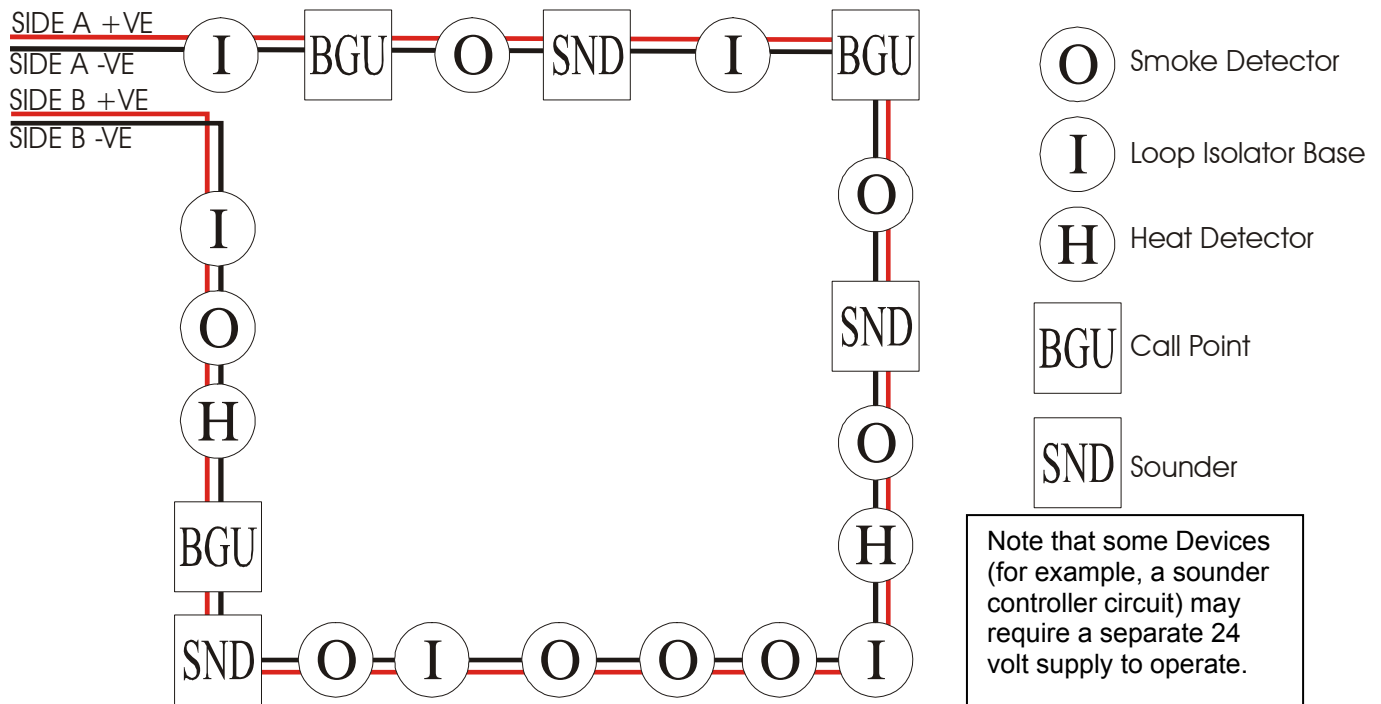 SIDE A +VE
SIDE A -VE
SIDE B +VE
SIDE B -VE
I BGU O SND I BGU
O
SND
O
H
I
O
H
BGU
SND O I O O O I
O Smoke Detector
I Loop Isolator Base
H Heat Detector
BGU Call Point
SND Sounder
Note that some Devices
(for example, a sounder
controller circuit) may
require a separate 24
volt supply to operate.